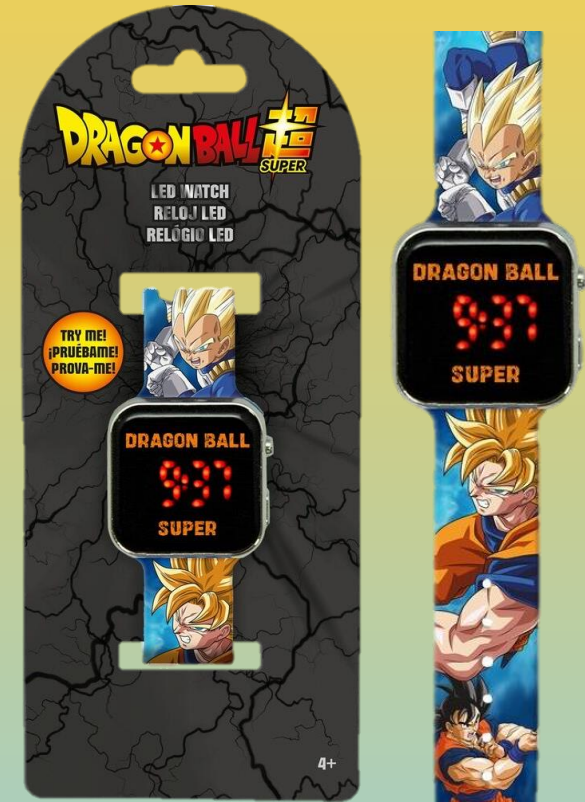 DRAGON BALL 超
SUPER
LED WATCH
RELOJ LED
RELÓGIO LED
TRY ME!
¡PRUÉBAME!
PROVA-ME!
DRAGON BALL
9:37
SUPER
4+
DRAGON BALL
9:37
SUPER